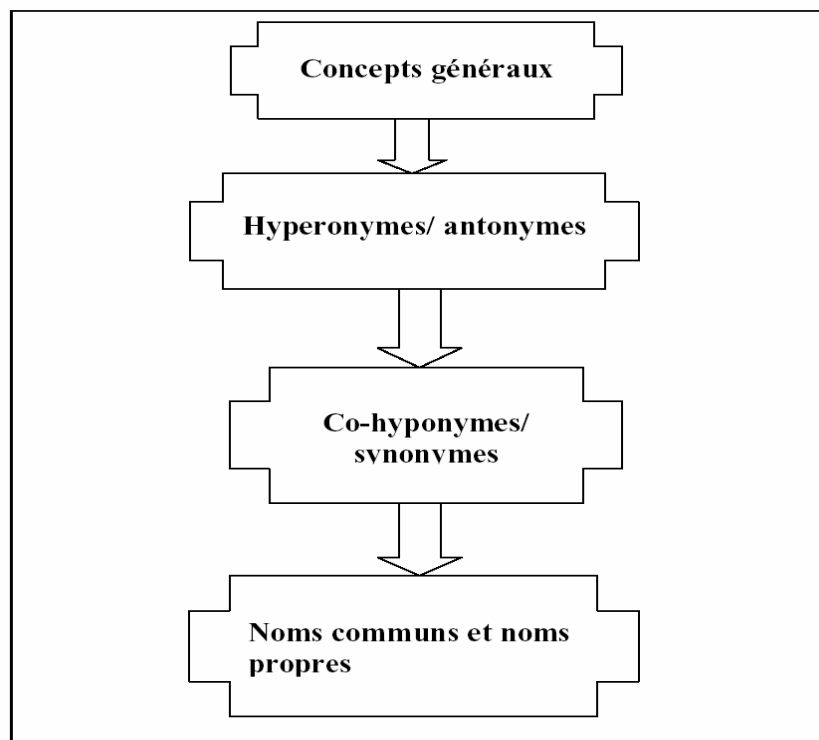 Concepts généraux
Hyperonymes/ antonymes
Co-hyponymes/
synonymes
Noms communs et noms
propres